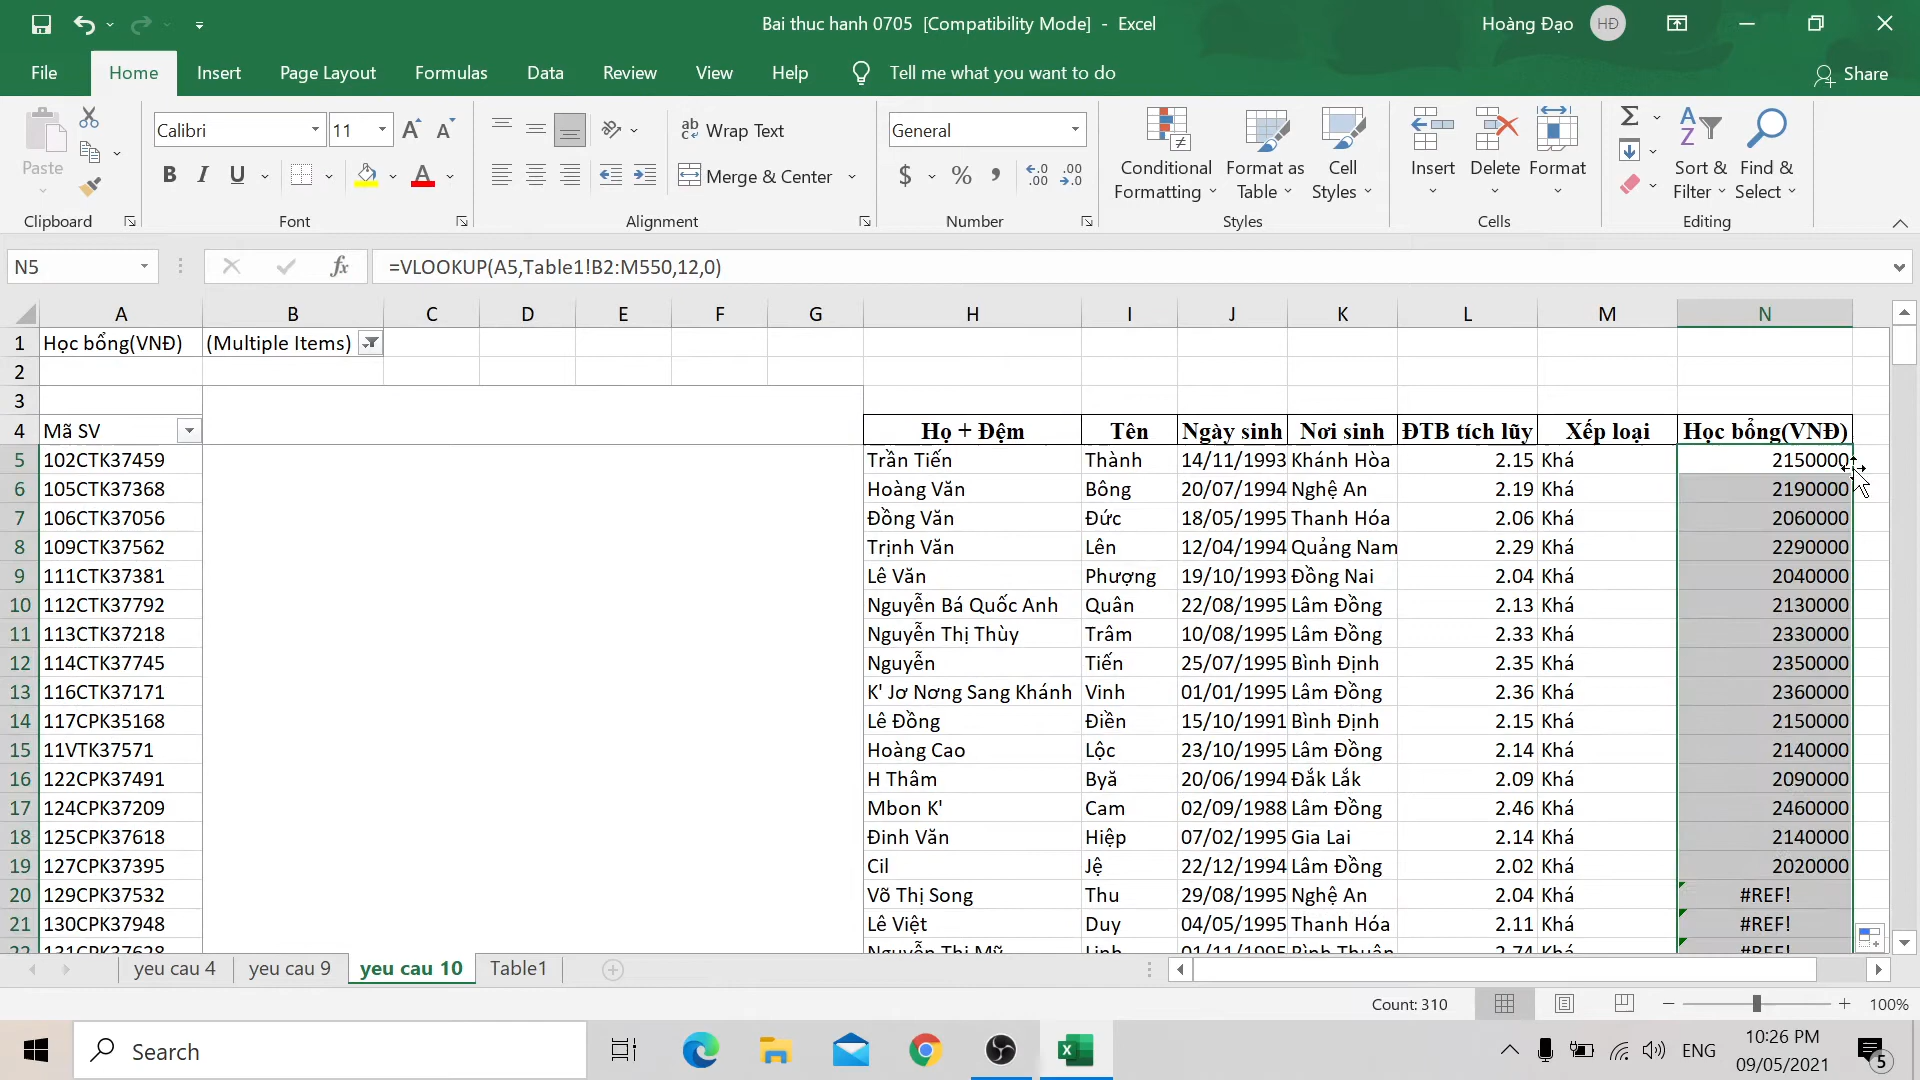 Bai thuc hanh 0705 [Compatibility Mode] - Excel
Hoàng Đạo HĐ
File Home Insert Page Layout Formulas Data Review View Help Tell me what you want to do Share
Paste
Clipboard
Calibri 11
B I U A
Font
ab Wrap Text
Merge & Center
Alignment
General
$ % ,
Number
Conditional Formatting
Format as Table
Cell Styles
Styles
Insert Delete Format
Cells
Sort & Filter
Find & Select
Editing
N5 fx =VLOOKUP(A5,Table1!B2:M550,12,0)
A B C D E F G H I J K L M N
1 Học bổng(VNĐ) (Multiple Items)
2
3
4 Mã SV Họ + Đệm Tên Ngày sinh Nơi sinh ĐTB tích lũy Xếp loại Học bổng(VNĐ)
5 102CTK37459 Trần Tiến Thành 14/11/1993 Khánh Hòa 2.15 Khá 2150000
6 105CTK37368 Hoàng Văn Bông 20/07/1994 Nghệ An 2.19 Khá 2190000
7 106CTK37056 Đồng Văn Đức 18/05/1995 Thanh Hóa 2.06 Khá 2060000
8 109CTK37562 Trịnh Văn Lên 12/04/1994 Quảng Nam 2.29 Khá 2290000
9 111CTK37381 Lê Văn Phượng 19/10/1993 Đồng Nai 2.04 Khá 2040000
10 112CTK37792 Nguyễn Bá Quốc Anh Quân 22/08/1995 Lâm Đồng 2.13 Khá 2130000
11 113CTK37218 Nguyễn Thị Thùy Trâm 10/08/1995 Lâm Đồng 2.33 Khá 2330000
12 114CTK37745 Nguyễn Tiến 25/07/1995 Bình Định 2.35 Khá 2350000
13 116CTK37171 K' Jơ Nơng Sang Khánh Vinh 01/01/1995 Lâm Đồng 2.36 Khá 2360000
14 117CPK35168 Lê Đồng Điền 15/10/1991 Bình Định 2.15 Khá 2150000
15 11VTK37571 Hoàng Cao Lộc 23/10/1995 Lâm Đồng 2.14 Khá 2140000
16 122CPK37491 H Thâm Byă 20/06/1994 Đắk Lắk 2.09 Khá 2090000
17 124CPK37209 Mbon K' Cam 02/09/1988 Lâm Đồng 2.46 Khá 2460000
18 125CPK37618 Đinh Văn Hiệp 07/02/1995 Gia Lai 2.14 Khá 2140000
19 127CPK37395 Cil Jệ 22/12/1994 Lâm Đồng 2.02 Khá 2020000
20 129CPK37532 Võ Thị Song Thu 29/08/1995 Nghệ An 2.04 Khá #REF!
21 130CPK37948 Lê Việt Duy 04/05/1995 Thanh Hóa 2.11 Khá #REF!
22 131CPK37628 Nguyễn Thị Mỹ Linh 01/11/1995 Bình Thuận 2.74 Khá #REF!
yeu cau 4 yeu cau 9 yeu cau 10 Table1
Count: 310 100%
Search
ENG
10:26 PM
09/05/2021
5